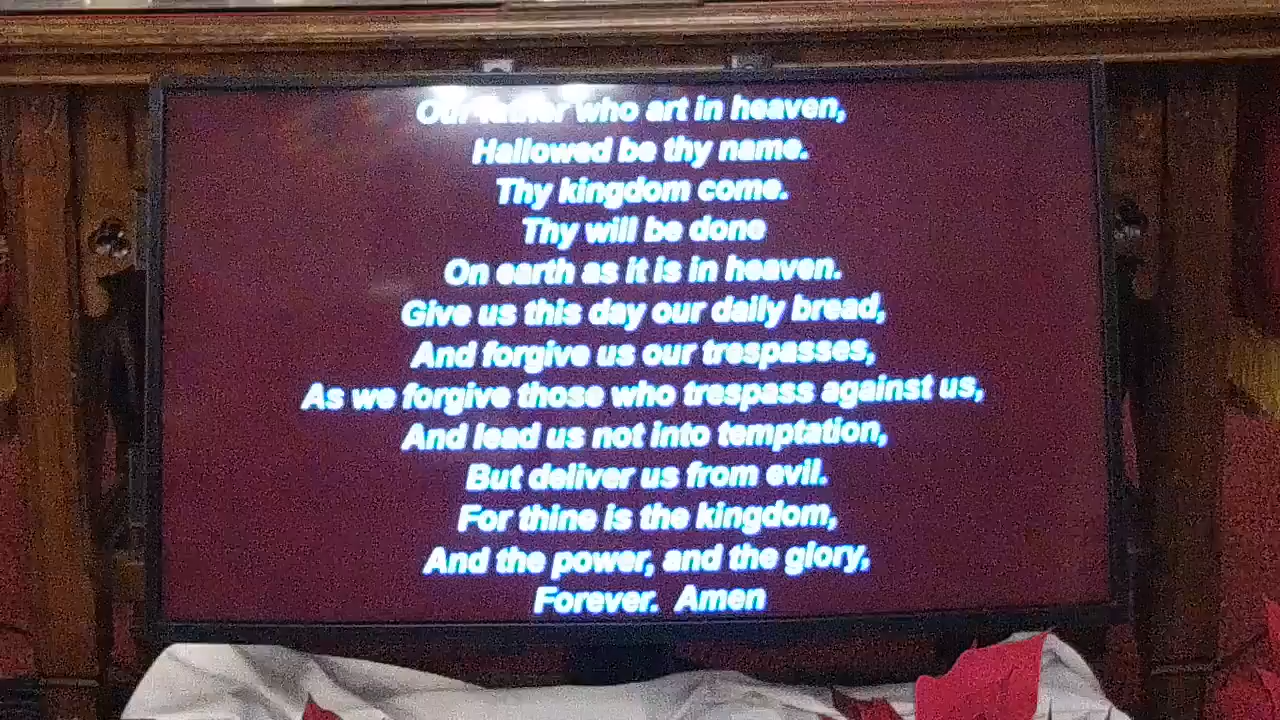 Our father who art in heaven,
Hallowed be thy name.
Thy kingdom come.
Thy will be done
On earth as it is in heaven.
Give us this day our daily bread,
And forgive us our trespasses,
As we forgive those who trespass against us,
And lead us not into temptation,
But deliver us from evil.
For thine is the kingdom,
And the power, and the glory,
Forever. Amen